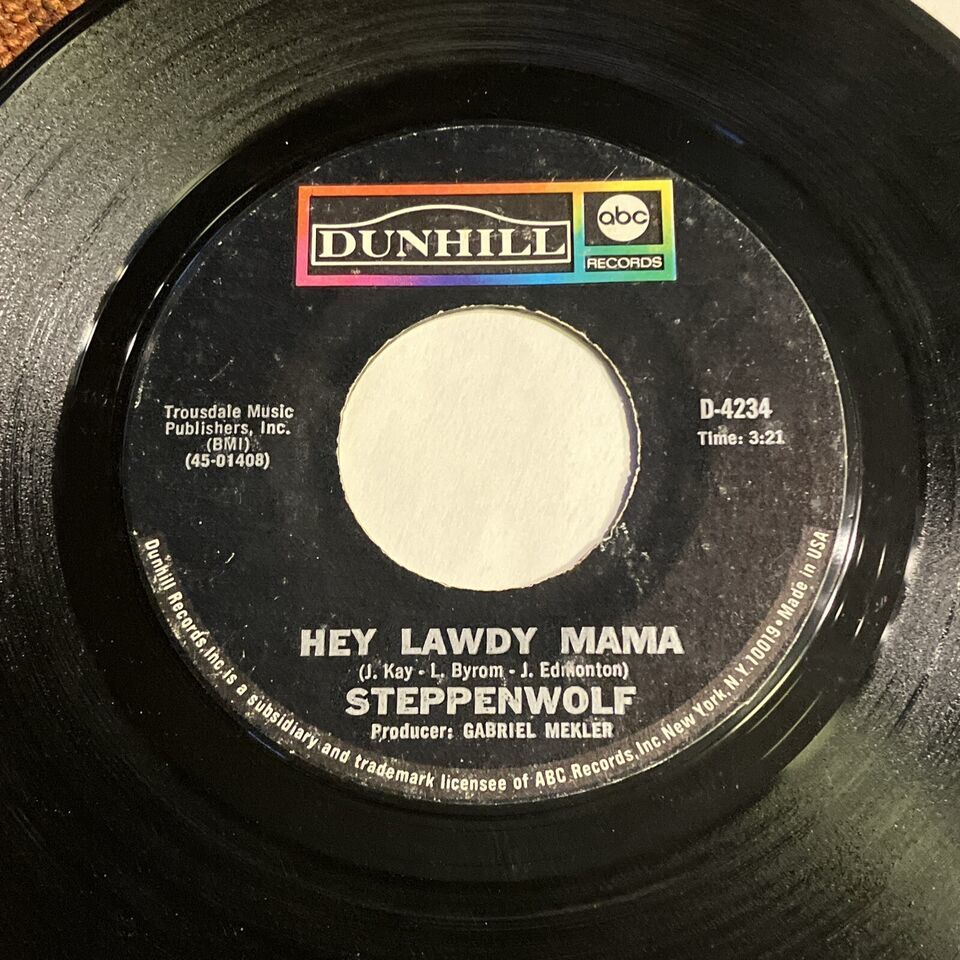 DUNHILL
abc
RECORDS
Trousdale Music
Publishers, Inc.
(BMI)
(45-01408)
D-4234
Time: 3:21
HEY LAWDY MAMA
(J. Kay - L. Byrom - J. Edmonton)
STEPPENWOLF
Producer: GABRIEL MEKLER
Dunhill Records, Inc. is a subsidiary and trademark licensee of ABC Records, Inc. New York, N.Y. 10019 • Made in USA